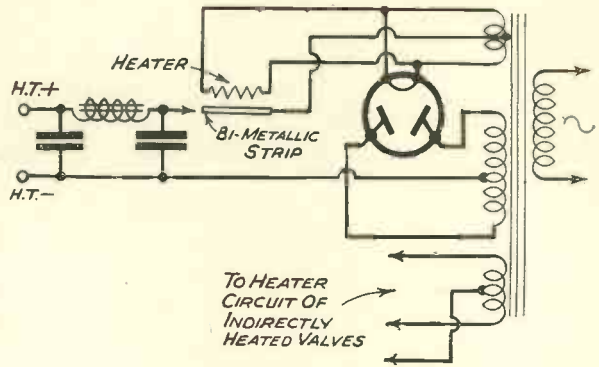 HEATER
H.T.+
BI-METALLIC
STRIP
H.T.-
TO HEATER
CIRCUIT OF
INDIRECTLY
HEATED VALVES